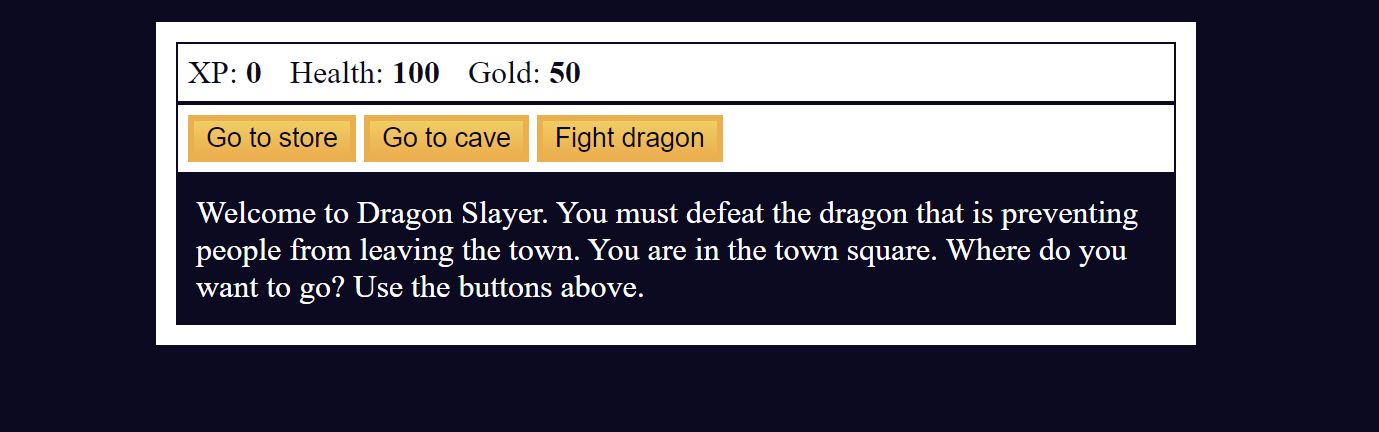 XP: 0 Health: 100 Gold: 50
Go to store Go to cave Fight dragon
Welcome to Dragon Slayer. You must defeat the dragon that is preventing
people from leaving the town. You are in the town square. Where do you
want to go? Use the buttons above.